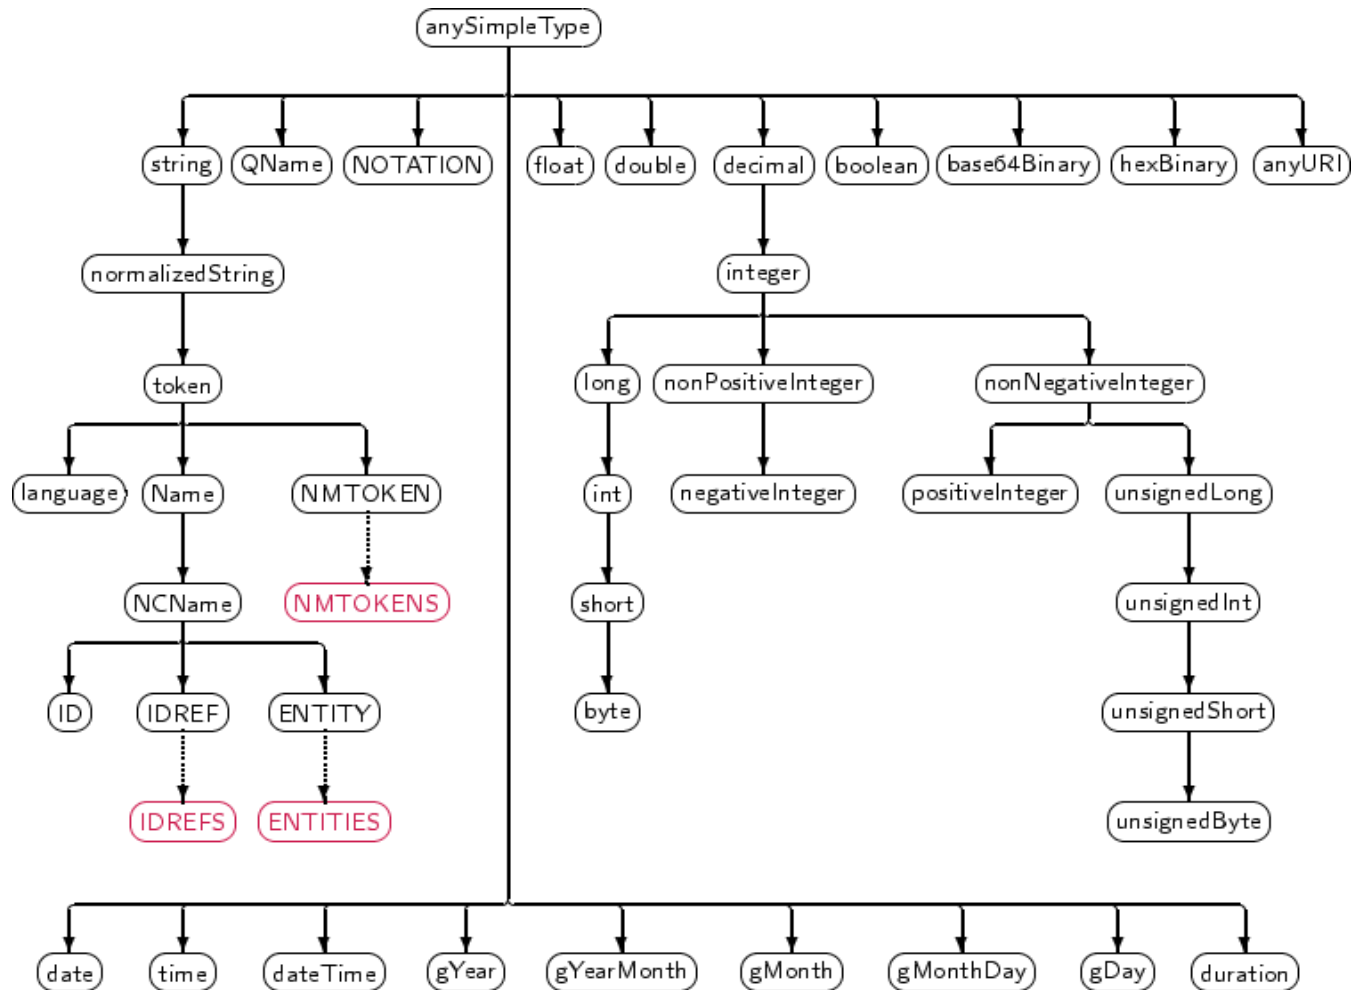 anySimpleType
string QName NOTATION float double decimal boolean base64Binary hexBinary anyURI
normalizedString integer
token long nonPositiveInteger nonNegativeInteger
language Name NMTOKEN int negativeInteger positiveInteger unsignedLong
NCName NMTOKENS short unsignedInt
ID IDREF ENTITY byte unsignedShort
IDREFS ENTITIES unsignedByte
date time dateTime gYear gYearMonth gMonth gMonthDay gDay duration